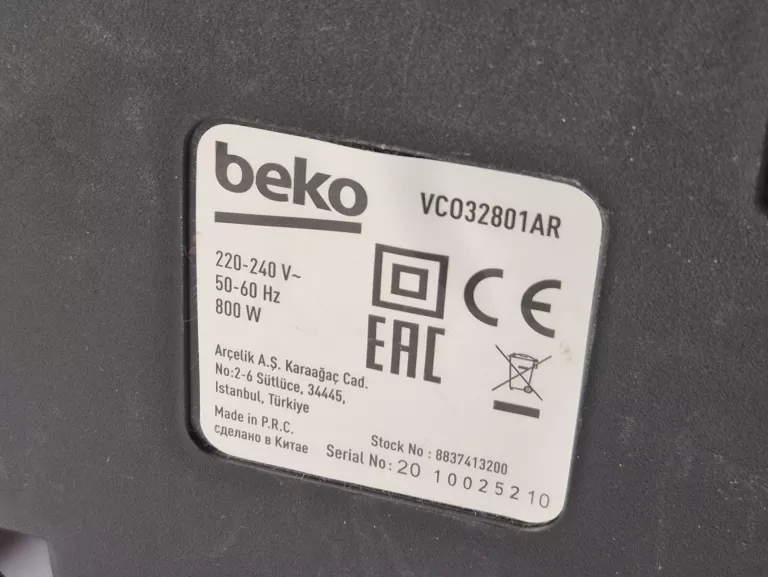 beko
VCO32801AR
220-240 V~
50-60 Hz
800 W
CE
EAC
Arçelik A.Ş. Karaağaç Cad.
No:2-6 Sütlüce, 34445,
Istanbul, Türkiye
Made in P.R.C.
сделано в Китае
Stock No : 8837413200
Serial No: 20 10025210